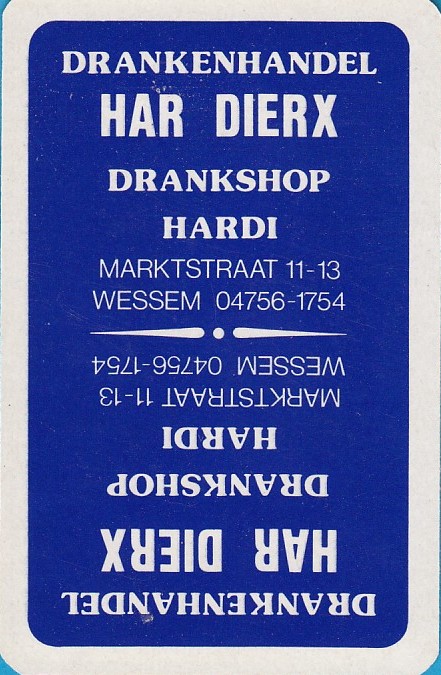 DRANKENHANDEL
HAR DIERX
DRANKSHOP
HARDI
MARKTSTRAAT 11-13
WESSEM 04756-1754
WESSEM 04756-1754
MARKTSTRAAT 11-13
HARDI
DRANKSHOP
HAR DIERX
DRANKENHANDEL